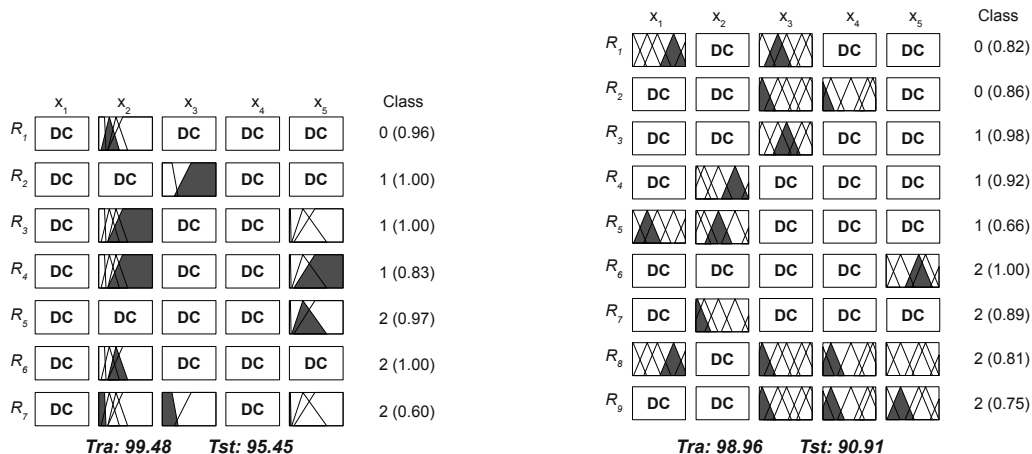 x1 x2 x3 x4 x5 Class
R1 DC DC DC DC 0 (0.96)
R2 DC DC DC DC 1 (1.00)
R3 DC DC DC 1 (1.00)
R4 DC DC DC 1 (0.83)
R5 DC DC DC DC 2 (0.97)
R6 DC DC DC DC 2 (1.00)
R7 DC DC 2 (0.60)
Tra: 99.48 Tst: 95.45
x1 x2 x3 x4 x5 Class
R1 DC DC DC 0 (0.82)
R2 DC DC DC 0 (0.86)
R3 DC DC DC DC 1 (0.98)
R4 DC DC DC DC 1 (0.92)
R5 DC DC DC 1 (0.66)
R6 DC DC DC DC 2 (1.00)
R7 DC DC DC DC 2 (0.89)
R8 DC 2 (0.81)
R9 DC DC 2 (0.75)
Tra: 98.96 Tst: 90.91